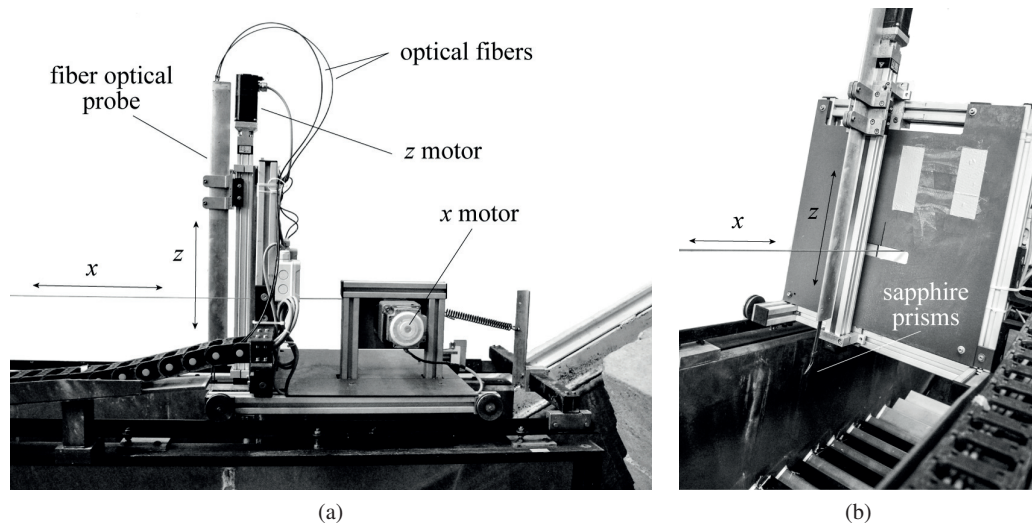 optical fibers
fiber optical
probe
z motor
x motor
x
z
x
z
sapphire
prisms
(a)
(b)